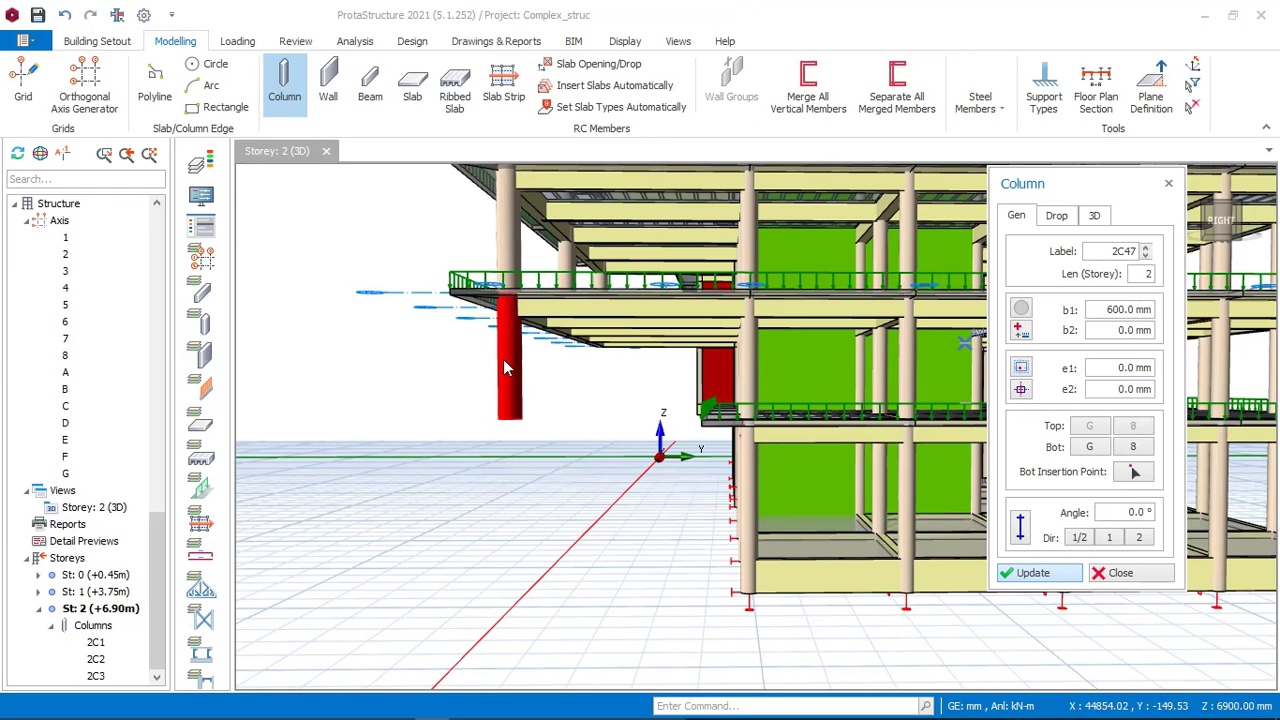 ProtaStructure 2021 (5.1.252) / Project: Complex_struc
Building Setout Modelling Loading Review Analysis Design Drawings & Reports BIM Display Views Help
Grid
Orthogonal
Axis Generator
Grids
Polyline
Circle
Arc
Rectangle
Slab/Column Edge
Column
Wall
Beam
Slab
Ribbed
Slab
Slab Strip
Slab Opening/Drop
Insert Slabs Automatically
Set Slab Types Automatically
RC Members
Wall Groups
Merge All
Vertical Members
Separate All
Merged Members
Steel
Members
Support
Types
Floor Plan
Section
Plane
Definition
Tools
Storey: 2 (3D)
Search...
Structure
Axis
1
2
3
4
5
6
7
8
A
B
C
D
E
F
G
Views
3D Storey: 2 (3D)
Reports
Detail Previews
Storeys
St: 0 (+0.45m)
St: 1 (+3.75m)
St: 2 (+6.90m)
Columns
2C1
2C2
2C3
Z
Y
RIGHT
Column
Gen Drop 3D
Label: 2C47
Len (Storey): 2
b1: 600.0 mm
b2: 0.0 mm
e1: 0.0 mm
e2: 0.0 mm
Top: G 8
Bot: G 8
Bot Insertion Point:
Angle: 0.0 °
Dir: 1/2 1 2
Update Close
Enter Command...
GE: mm, Anl: kN-m
X : 44854.02 , Y : -149.53 Z : 6900.00 mm